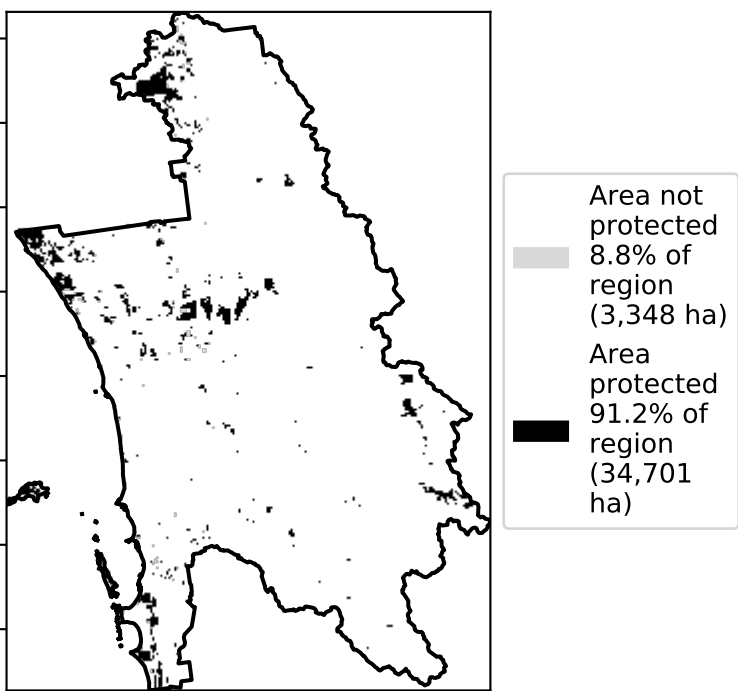 Area not
protected
8.8% of
region
(3,348 ha)
Area
protected
91.2% of
region
(34,701
ha)